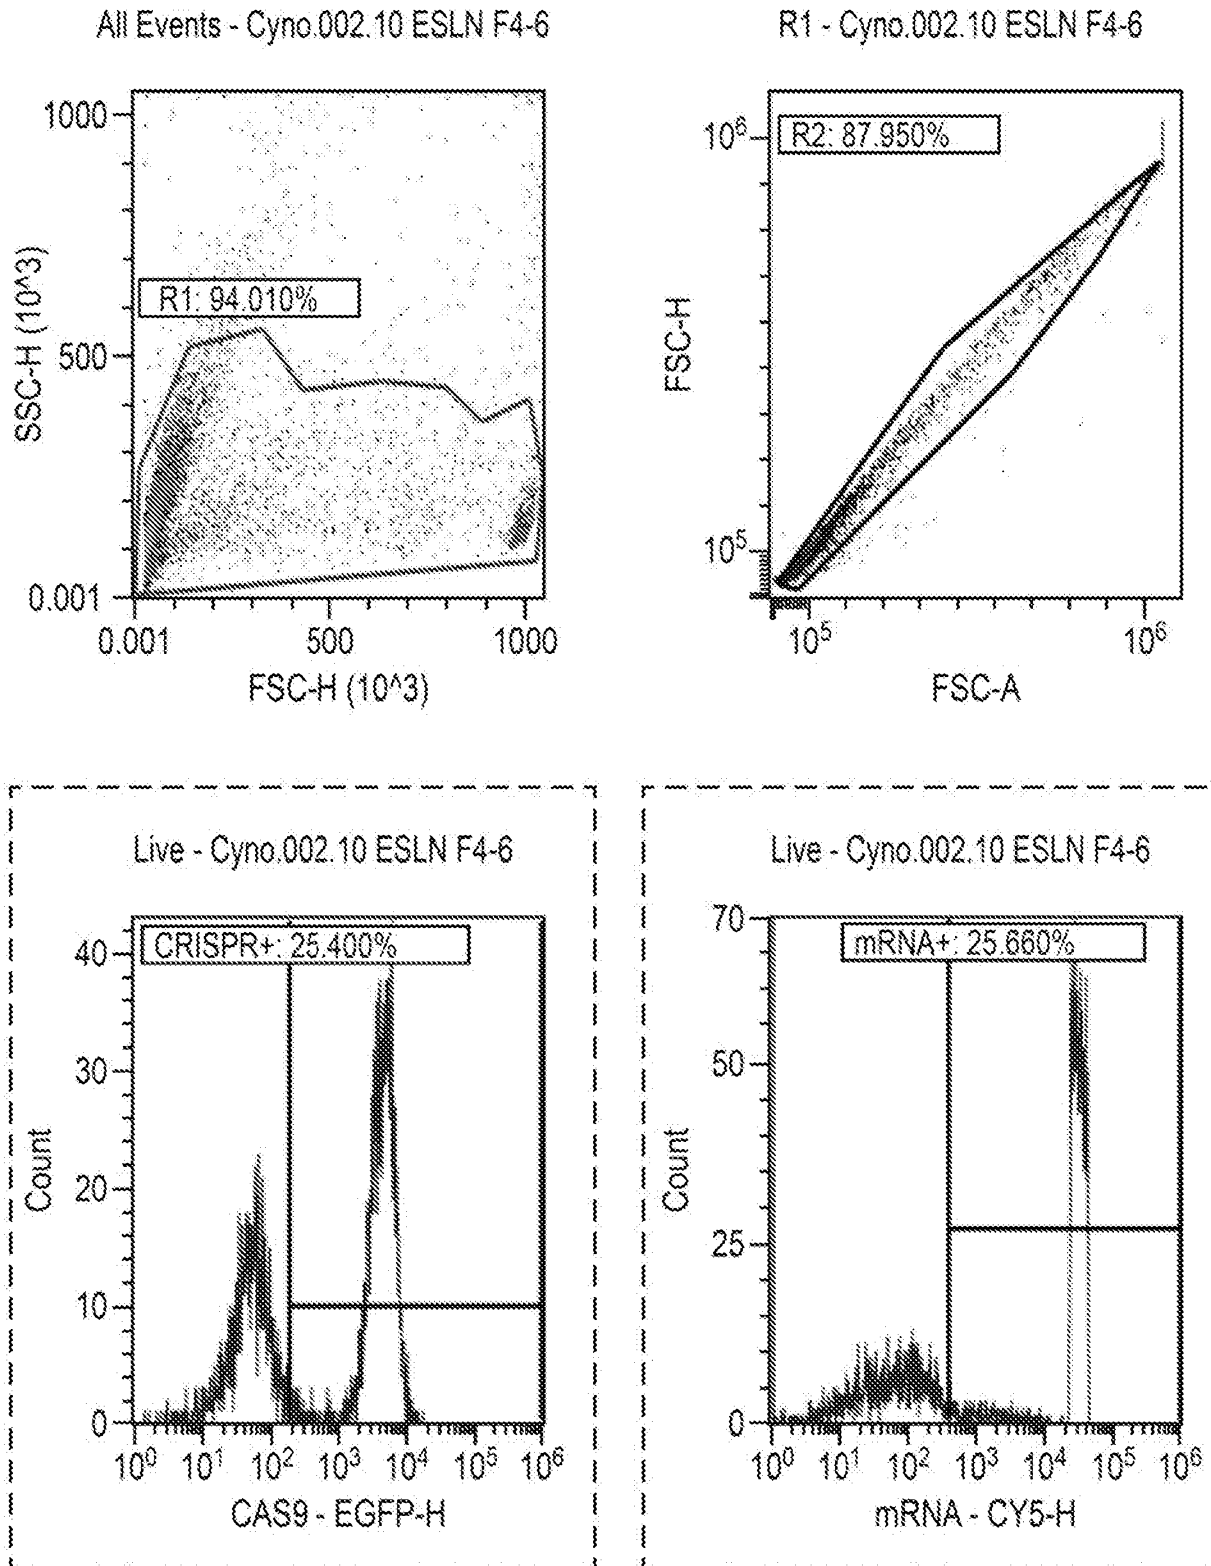 All Events - Cyno.002.10 ESLN F4-6
R1 - Cyno.002.10 ESLN F4-6
1000
500
0.001
SSC-H (10^3)
R1: 94.010%
0.001 500 1000
FSC-H (10^3)
10⁶
10⁵
FSC-H
R2: 87.950%
10⁵ 10⁶
FSC-A
Live - Cyno.002.10 ESLN F4-6
CRISPR+: 25.400%
40
30
20
10
0
Count
10⁰ 10¹ 10² 10³ 10⁴ 10⁵ 10⁶
CAS9 - EGFP-H
Live - Cyno.002.10 ESLN F4-6
mRNA+: 25.660%
70
50
25
0
Count
10⁰ 10¹ 10² 10³ 10⁴ 10⁵ 10⁶
mRNA - CY5-H